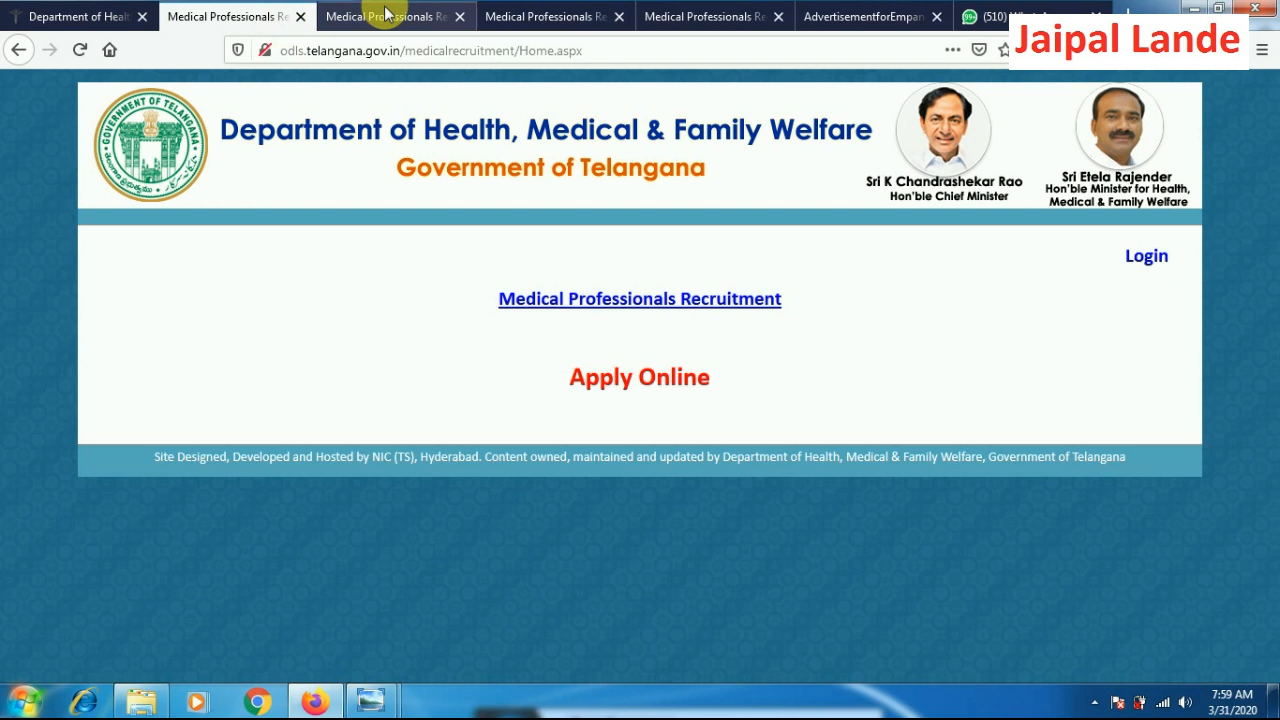 Department of Healt
Medical Professionals Re
Medical Professionals Re
Medical Professionals Re
Medical Professionals Re
AdvertisementforEmpan
(510)
Jaipal Lande
odls.telangana.gov.in/medicalrecruitment/Home.aspx
GOVERNMENT OF TELANGANA
Department of Health, Medical & Family Welfare
Government of Telangana
Sri K Chandrashekar Rao
Hon'ble Chief Minister
Sri Etela Rajender
Hon'ble Minister for Health,
Medical & Family Welfare
Login
Medical Professionals Recruitment
Apply Online
Site Designed, Developed and Hosted by NIC (TS), Hyderabad. Content owned, maintained and updated by Department of Health, Medical & Family Welfare, Government of Telangana
7:59 AM
3/31/2020